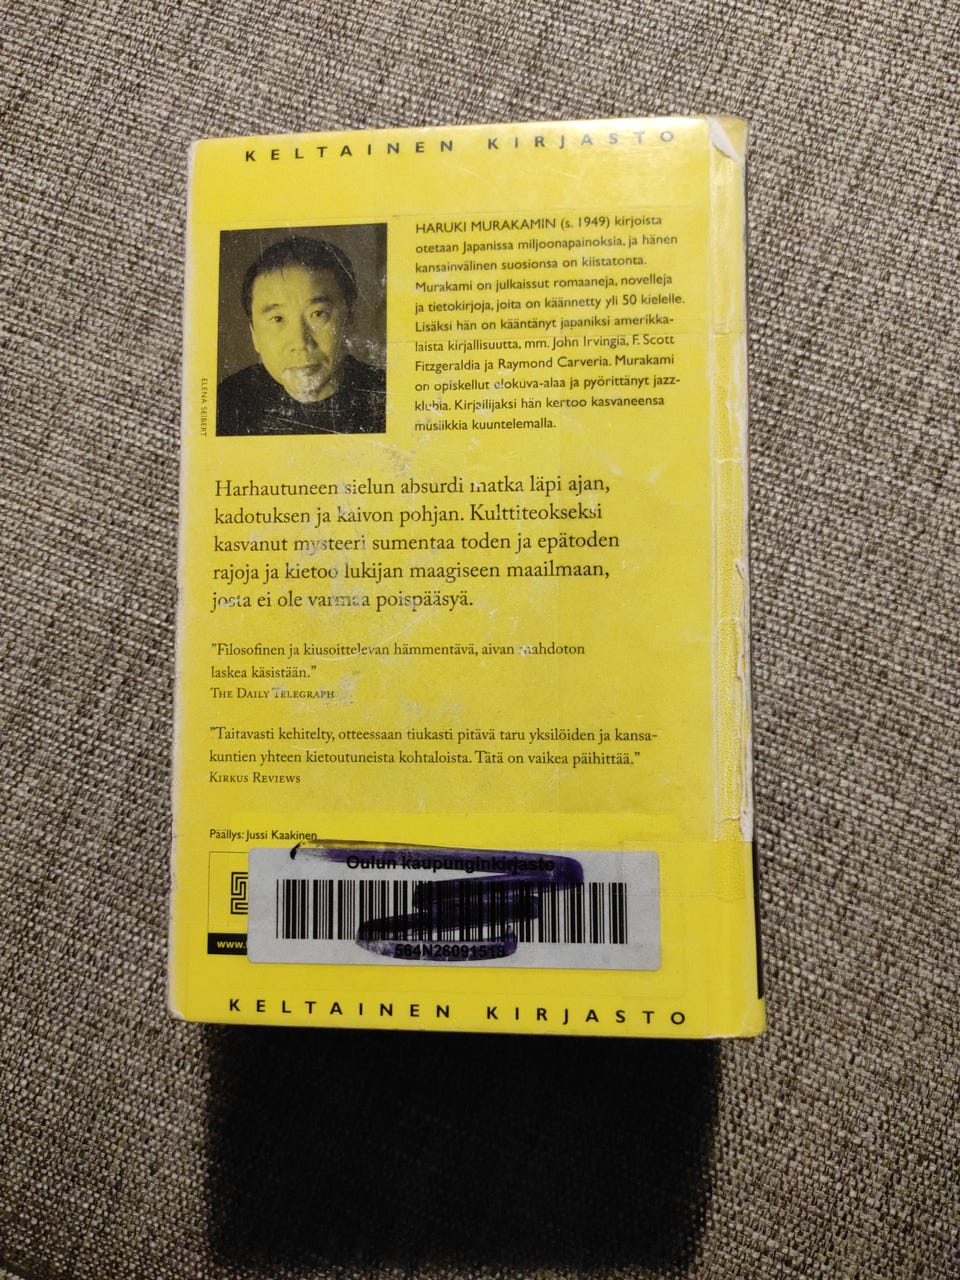 KELTAINEN KIRJASTO
HARUKI MURAKAMIN (s. 1949) kirjoista
otetaan Japanissa miljoonapainoksia, ja hänen
kansainvälinen suosionsa on kiistatonta.
Murakami on julkaissut romaaneja, novelleja
ja tietokirjoja, joita on käännetty yli 50 kielelle.
Lisäksi hän on kääntänyt japaniksi amerikka-
laista kirjallisuutta, mm. John Irvingiä, F. Scott
Fitzgeraldia ja Raymond Carveria. Murakami
on opiskellut elokuva-alaa ja pyörittänyt jazz-
klubia. Kirjailijaksi hän kertoo kasvaneensa
musiikkia kuuntelemalla.
ELENA SEIBERT
Harhautuneen sielun absurdi matka läpi ajan,
kadotuksen ja kaivon pohjan. Kulttiteokseksi
kasvanut mysteeri sumentaa toden ja epätoden
rajoja ja kietoo lukijan maagiseen maailmaan,
josta ei ole varmaa poispääsyä.
”Filosofinen ja kiusoittelevan hämmentävä, aivan mahdoton
laskea käsistään.”
THE DAILY TELEGRAPH
”Taitavasti kehitelty, otteessaan tiukasti pitävä taru yksilöiden ja kansa-
kuntien yhteen kietoutuneista kohtaloista. Tätä on vaikea päihittää.”
KIRKUS REVIEWS
Päällys: Jussi Kaakinen
Oulun kaupunginkirjasto
564N26091518
www.
KELTAINEN KIRJASTO